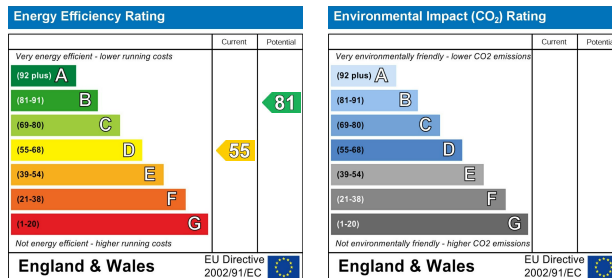 Energy Efficiency Rating
Current Potential
Very energy efficient - lower running costs
(92 plus) A
(81-91) B
81
(69-80) C
(55-68) D
55
(39-54) E
(21-38) F
(1-20) G
Not energy efficient - higher running costs
England & Wales
EU Directive
2002/91/EC
Environmental Impact (CO₂) Rating
Current Potential
Very environmentally friendly - lower CO2 emissions
(92 plus) A
(81-91) B
(69-80) C
(55-68) D
(39-54) E
(21-38) F
(1-20) G
Not environmentally friendly - higher CO2 emissions
England & Wales
EU Directive
2002/91/EC